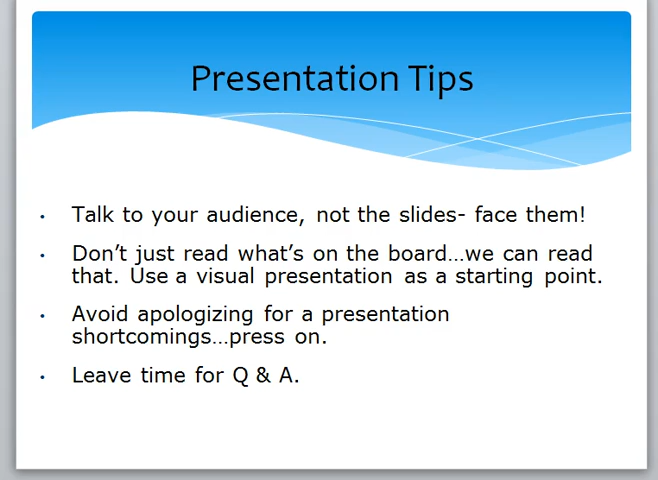 Presentation Tips
• Talk to your audience, not the slides- face them!
• Don’t just read what’s on the board…we can read
that. Use a visual presentation as a starting point.
• Avoid apologizing for a presentation
shortcomings…press on.
• Leave time for Q & A.